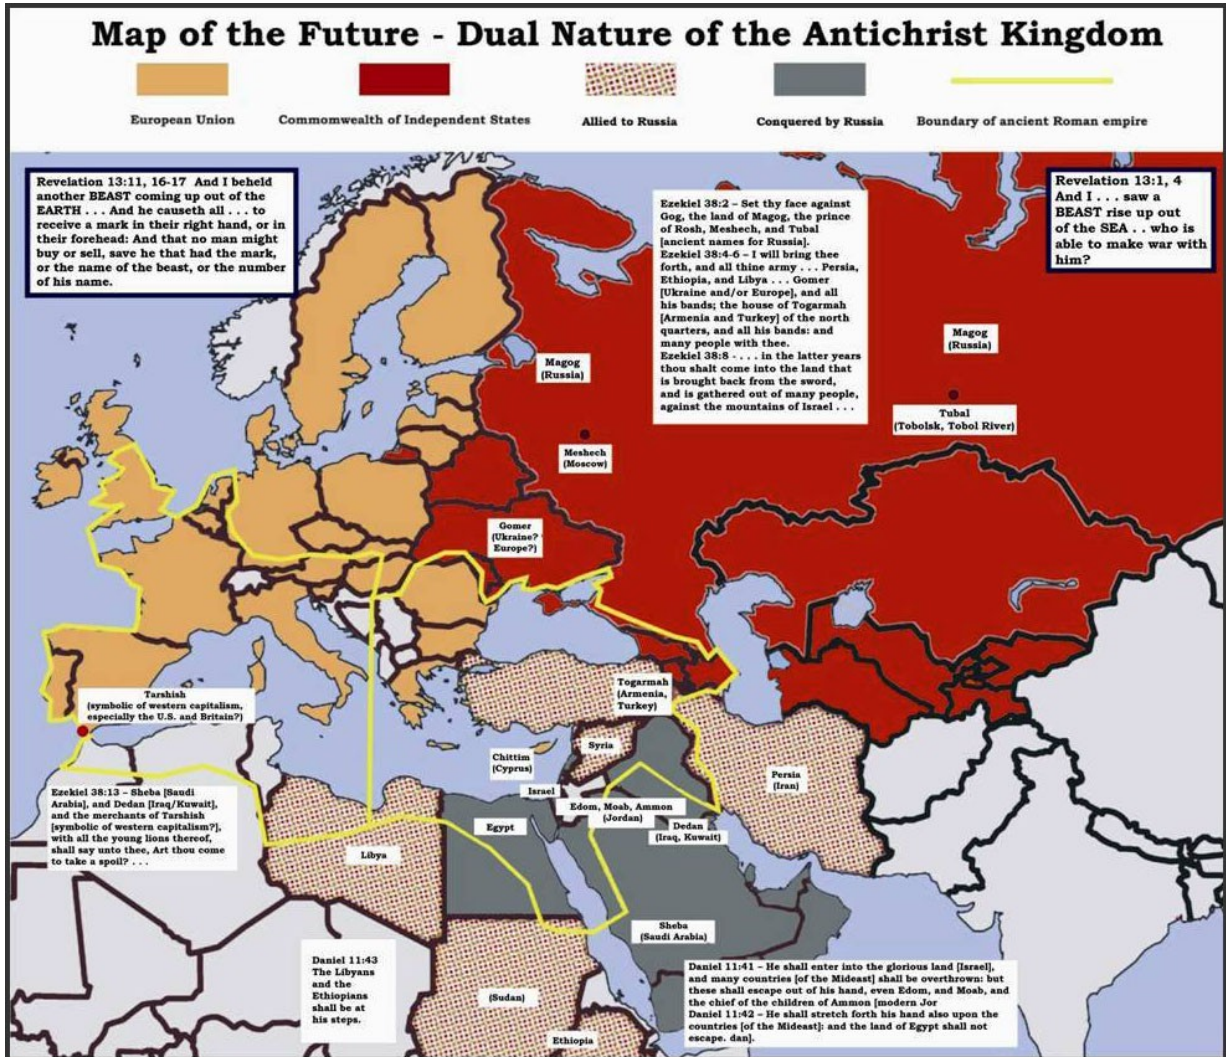 Map of the Future - Dual Nature of the Antichrist Kingdom
European Union
Commomwealth of Independent States
Allied to Russia
Conquered by Russia
Boundary of ancient Roman empire
Revelation 13:11, 16-17 And I beheld
another BEAST coming up out of the
EARTH . . . And he causeth all . . . to
receive a mark in their right hand, or in
their forehead: And that no man might
buy or sell, save he that had the mark,
or the name of the beast, or the number
of his name.
Ezekiel 38:2 – Set thy face against
Gog, the land of Magog, the prince
of Rosh, Meshech, and Tubal
[ancient names for Russia].
Ezekiel 38:4-6 – I will bring thee
forth, and all thine army . . . Persia,
Ethiopia, and Libya . . . Gomer
[Ukraine and/or Europe], and all
his bands; the house of Togarmah
[Armenia and Turkey] of the north
quarters, and all his bands: and
many people with thee.
Ezekiel 38:8 - . . . in the latter years
thou shalt come into the land that
is brought back from the sword,
and is gathered out of many people,
against the mountains of Israel . . .
Revelation 13:1, 4
And I . . . saw a
BEAST rise up out
of the SEA . . who is
able to make war with
him?
Magog
(Russia)
Magog
(Russia)
Tubal
(Tobolsk, Tobol River)
Meshech
(Moscow)
Gomer
(Ukraine?
Europe?)
Tarshish
(symbolic of western capitalism,
especially the U.S. and Britain?)
Togarmah
(Armenia,
Turkey)
Syria
Chittim
(Cyprus)
Israel
Persia
(Iran)
Edom, Moab, Ammon
(Jordan)
Dedan
(Iraq, Kuwait)
Egypt
Libya
Ezekiel 38:13 – Sheba [Saudi
Arabia], and Dedan [Iraq/Kuwait],
and the merchants of Tarshish
[symbolic of western capitalism?],
with all the young lions thereof,
shall say unto thee, Art thou come
to take a spoil? . . .
Sheba
(Saudi Arabia)
Daniel 11:43
The Libyans
and the
Ethiopians
shall be at
his steps.
(Sudan)
Ethiopia
Daniel 11:41 – He shall enter into the glorious land [Israel],
and many countries [of the Mideast] shall be overthrown: but
these shall escape out of his hand, even Edom, and Moab, and
the chief of the children of Ammon [modern Jor
Daniel 11:42 – He shall stretch forth his hand also upon the
countries [of the Mideast]: and the land of Egypt shall not
escape. dan].